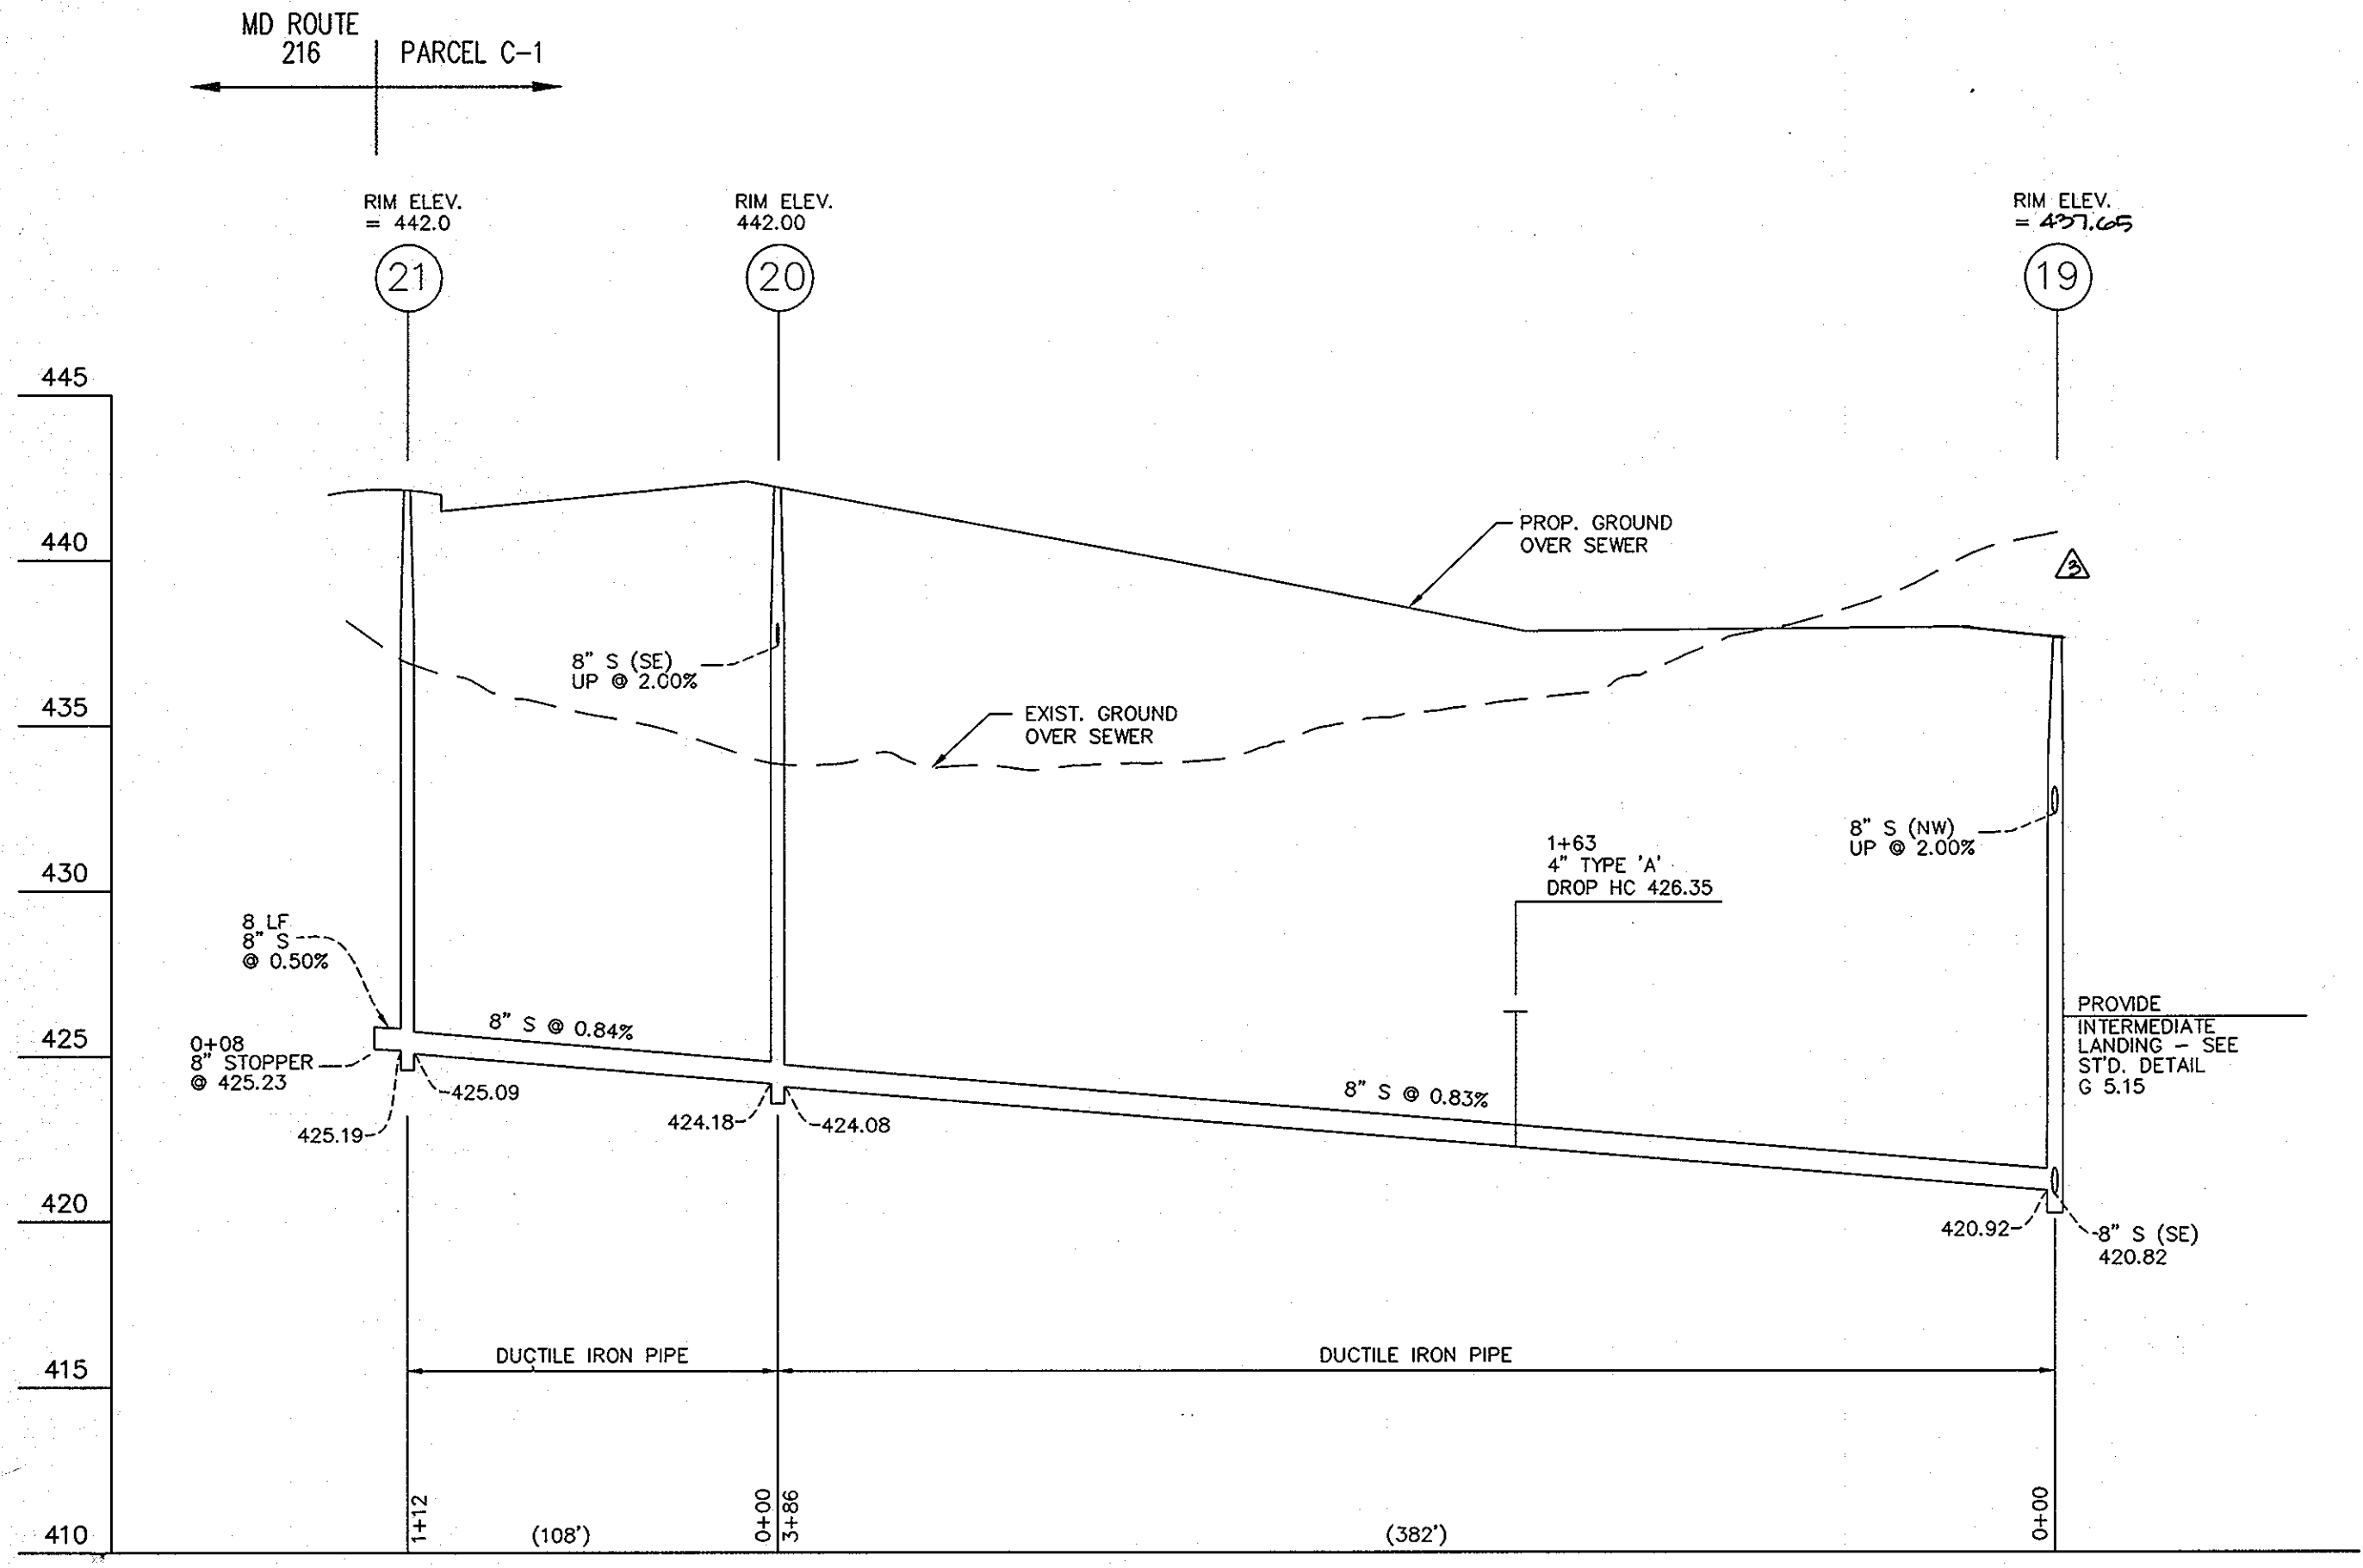 MD ROUTE
216
PARCEL C-1
RIM ELEV.
= 442.0
21
RIM ELEV.
442.00
20
RIM ELEV.
= 437.65
19
445
440
435
430
425
420
415
410
PROP. GROUND
OVER SEWER
3
8" S (SE)
UP @ 2.00%
EXIST. GROUND
OVER SEWER
1+63
4" TYPE 'A'
DROP HC 426.35
8" S (NW)
UP @ 2.00%
8 LF
8" S
@ 0.50%
0+08
8" STOPPER
@ 425.23
8" S @ 0.84%
425.09
425.19
424.18
424.08
8" S @ 0.83%
PROVIDE
INTERMEDIATE
LANDING - SEE
ST'D. DETAIL
G 5.15
420.92
8" S (SE)
420.82
DUCTILE IRON PIPE
DUCTILE IRON PIPE
1+12
(108')
0+00
3+86
(382')
0+00